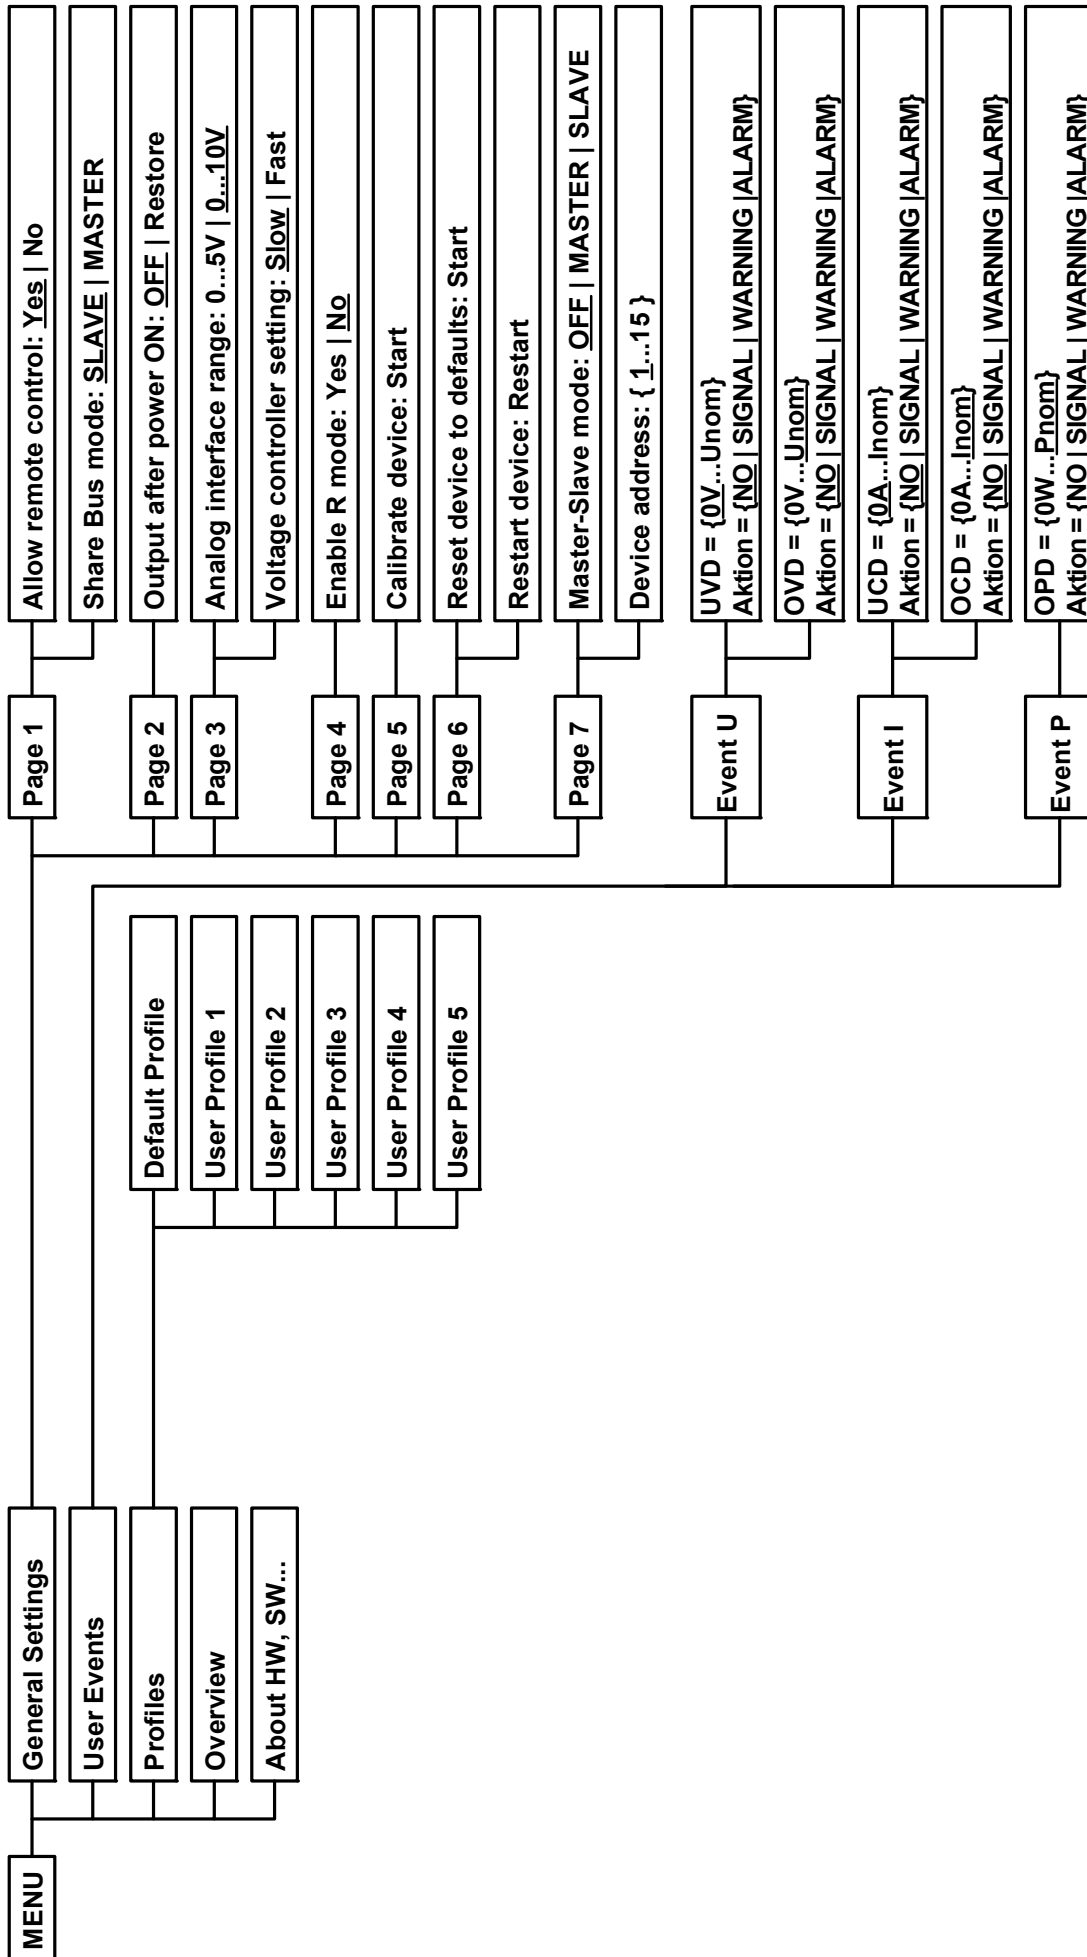 MENU
General Settings
User Events
Profiles
Overview
About HW, SW...
Default Profile
User Profile 1
User Profile 2
User Profile 3
User Profile 4
User Profile 5
Page 1
Allow remote control: Yes | No
Share Bus mode: SLAVE | MASTER
Page 2
Output after power ON: OFF | Restore
Page 3
Analog interface range: 0...5V | 0...10V
Voltage controller setting: Slow | Fast
Page 4
Enable R mode: Yes | No
Page 5
Calibrate device: Start
Page 6
Reset device to defaults: Start
Restart device: Restart
Page 7
Master-Slave mode: OFF | MASTER | SLAVE
Device address: { 1...15 }
Event U
UVD = {0V...Unom}
Aktion = {NO | SIGNAL | WARNING |ALARM}
OVD = {0V...Unom}
Aktion = {NO | SIGNAL | WARNING |ALARM}
Event I
UCD = {0A...Inom}
Aktion = {NO | SIGNAL | WARNING |ALARM}
OCD = {0A...Inom}
Aktion = {NO | SIGNAL | WARNING |ALARM}
Event P
OPD = {0W...Pnom}
Aktion = {NO | SIGNAL | WARNING |ALARM}